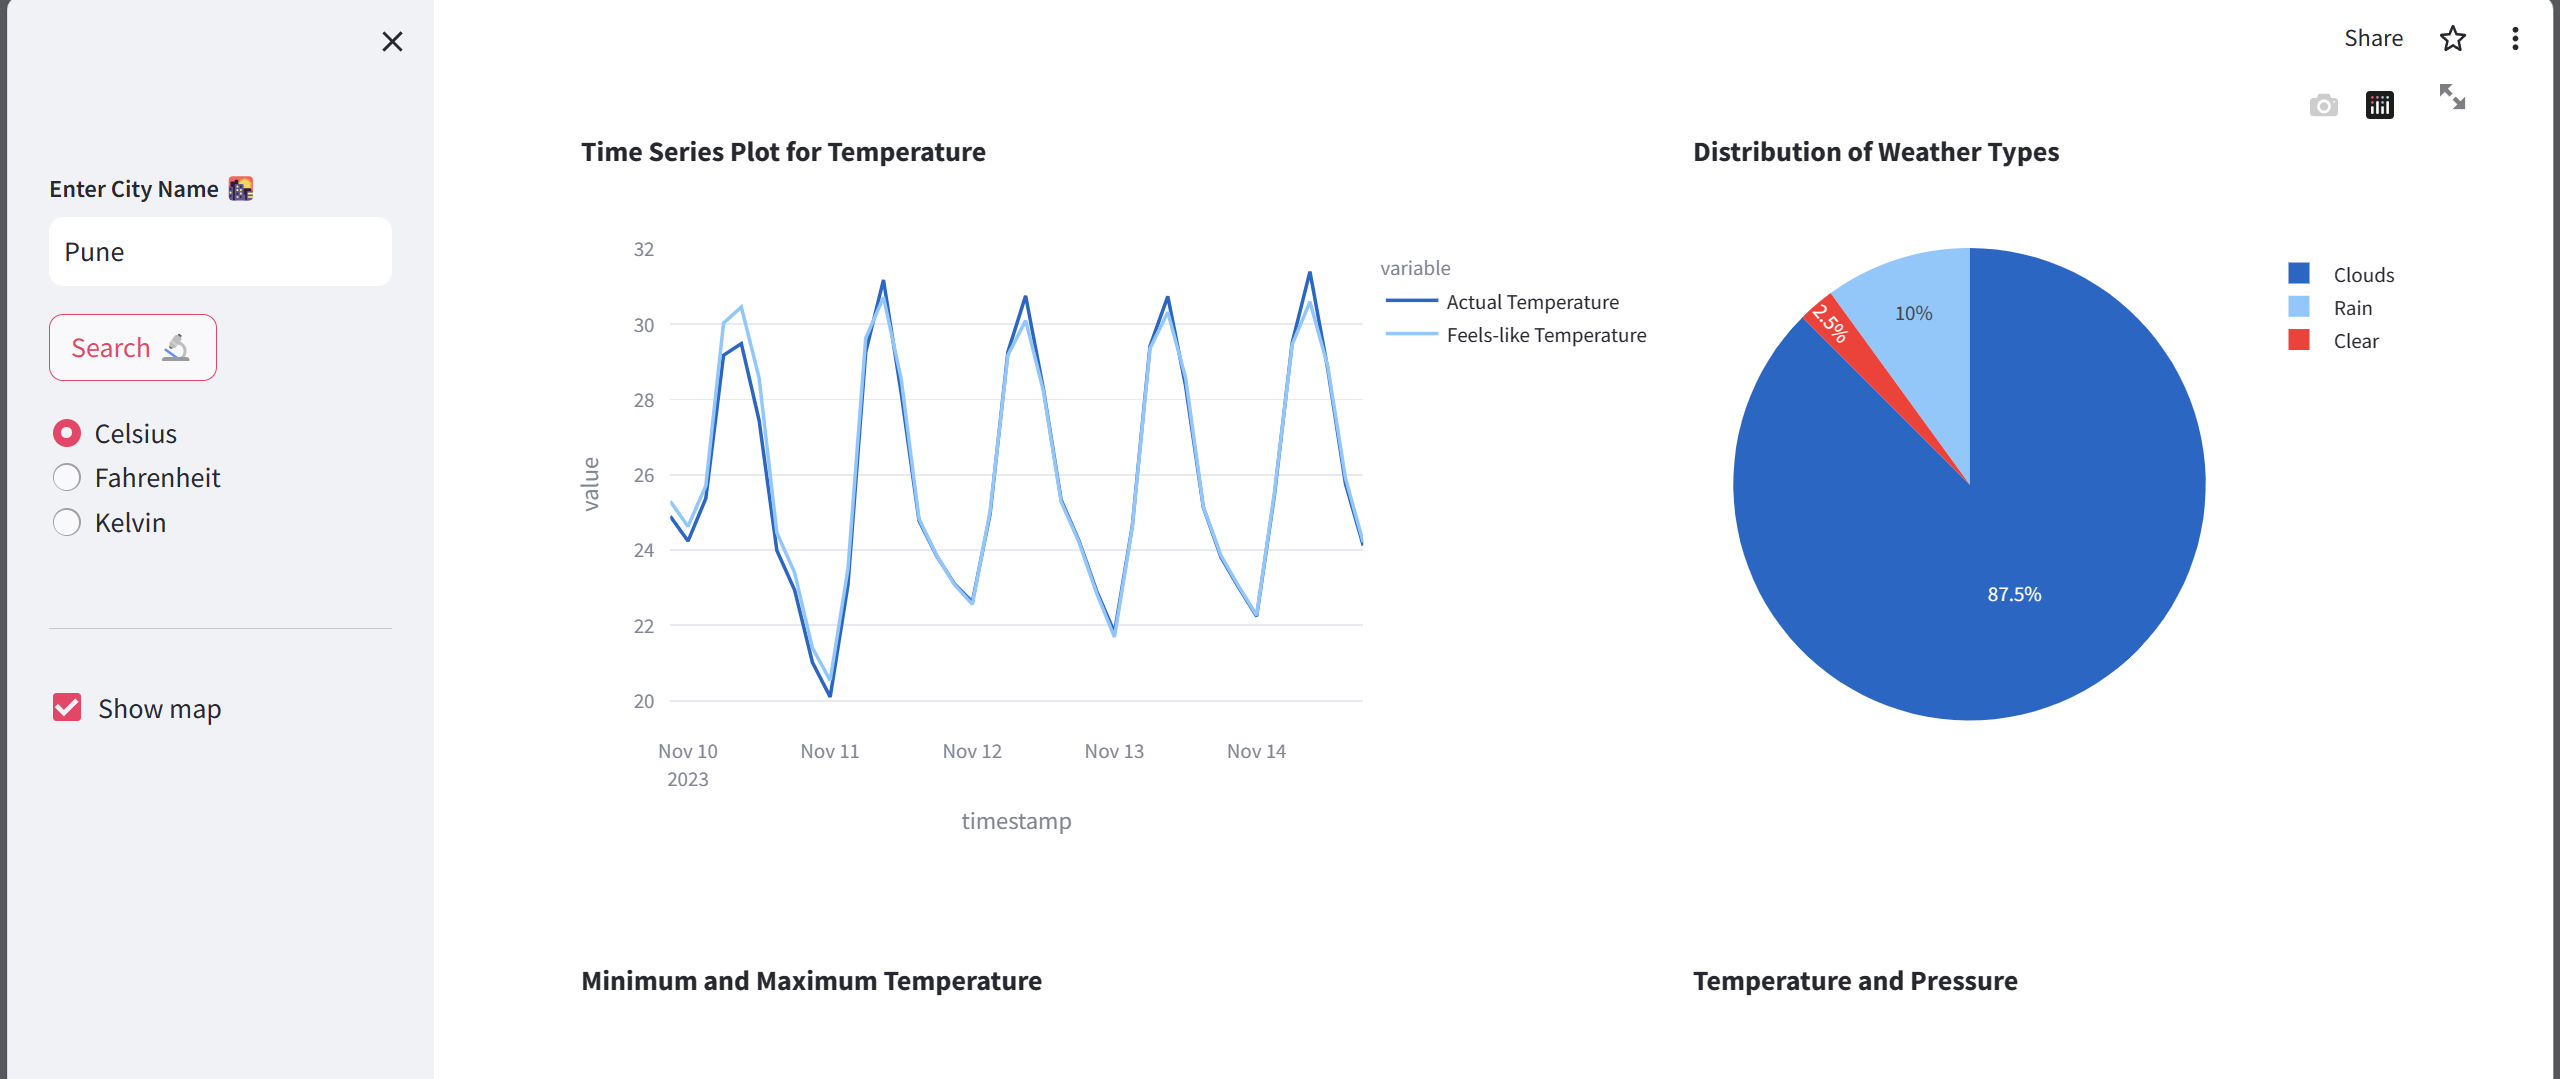 Share
Enter City Name
Pune
Search
Celsius
Fahrenheit
Kelvin
Show map
Time Series Plot for Temperature
32
30
28
26
24
22
20
value
Nov 10
2023
Nov 11
Nov 12
Nov 13
Nov 14
timestamp
variable
Actual Temperature
Feels-like Temperature
Distribution of Weather Types
10%
2.5%
87.5%
Clouds
Rain
Clear
Minimum and Maximum Temperature
Temperature and Pressure